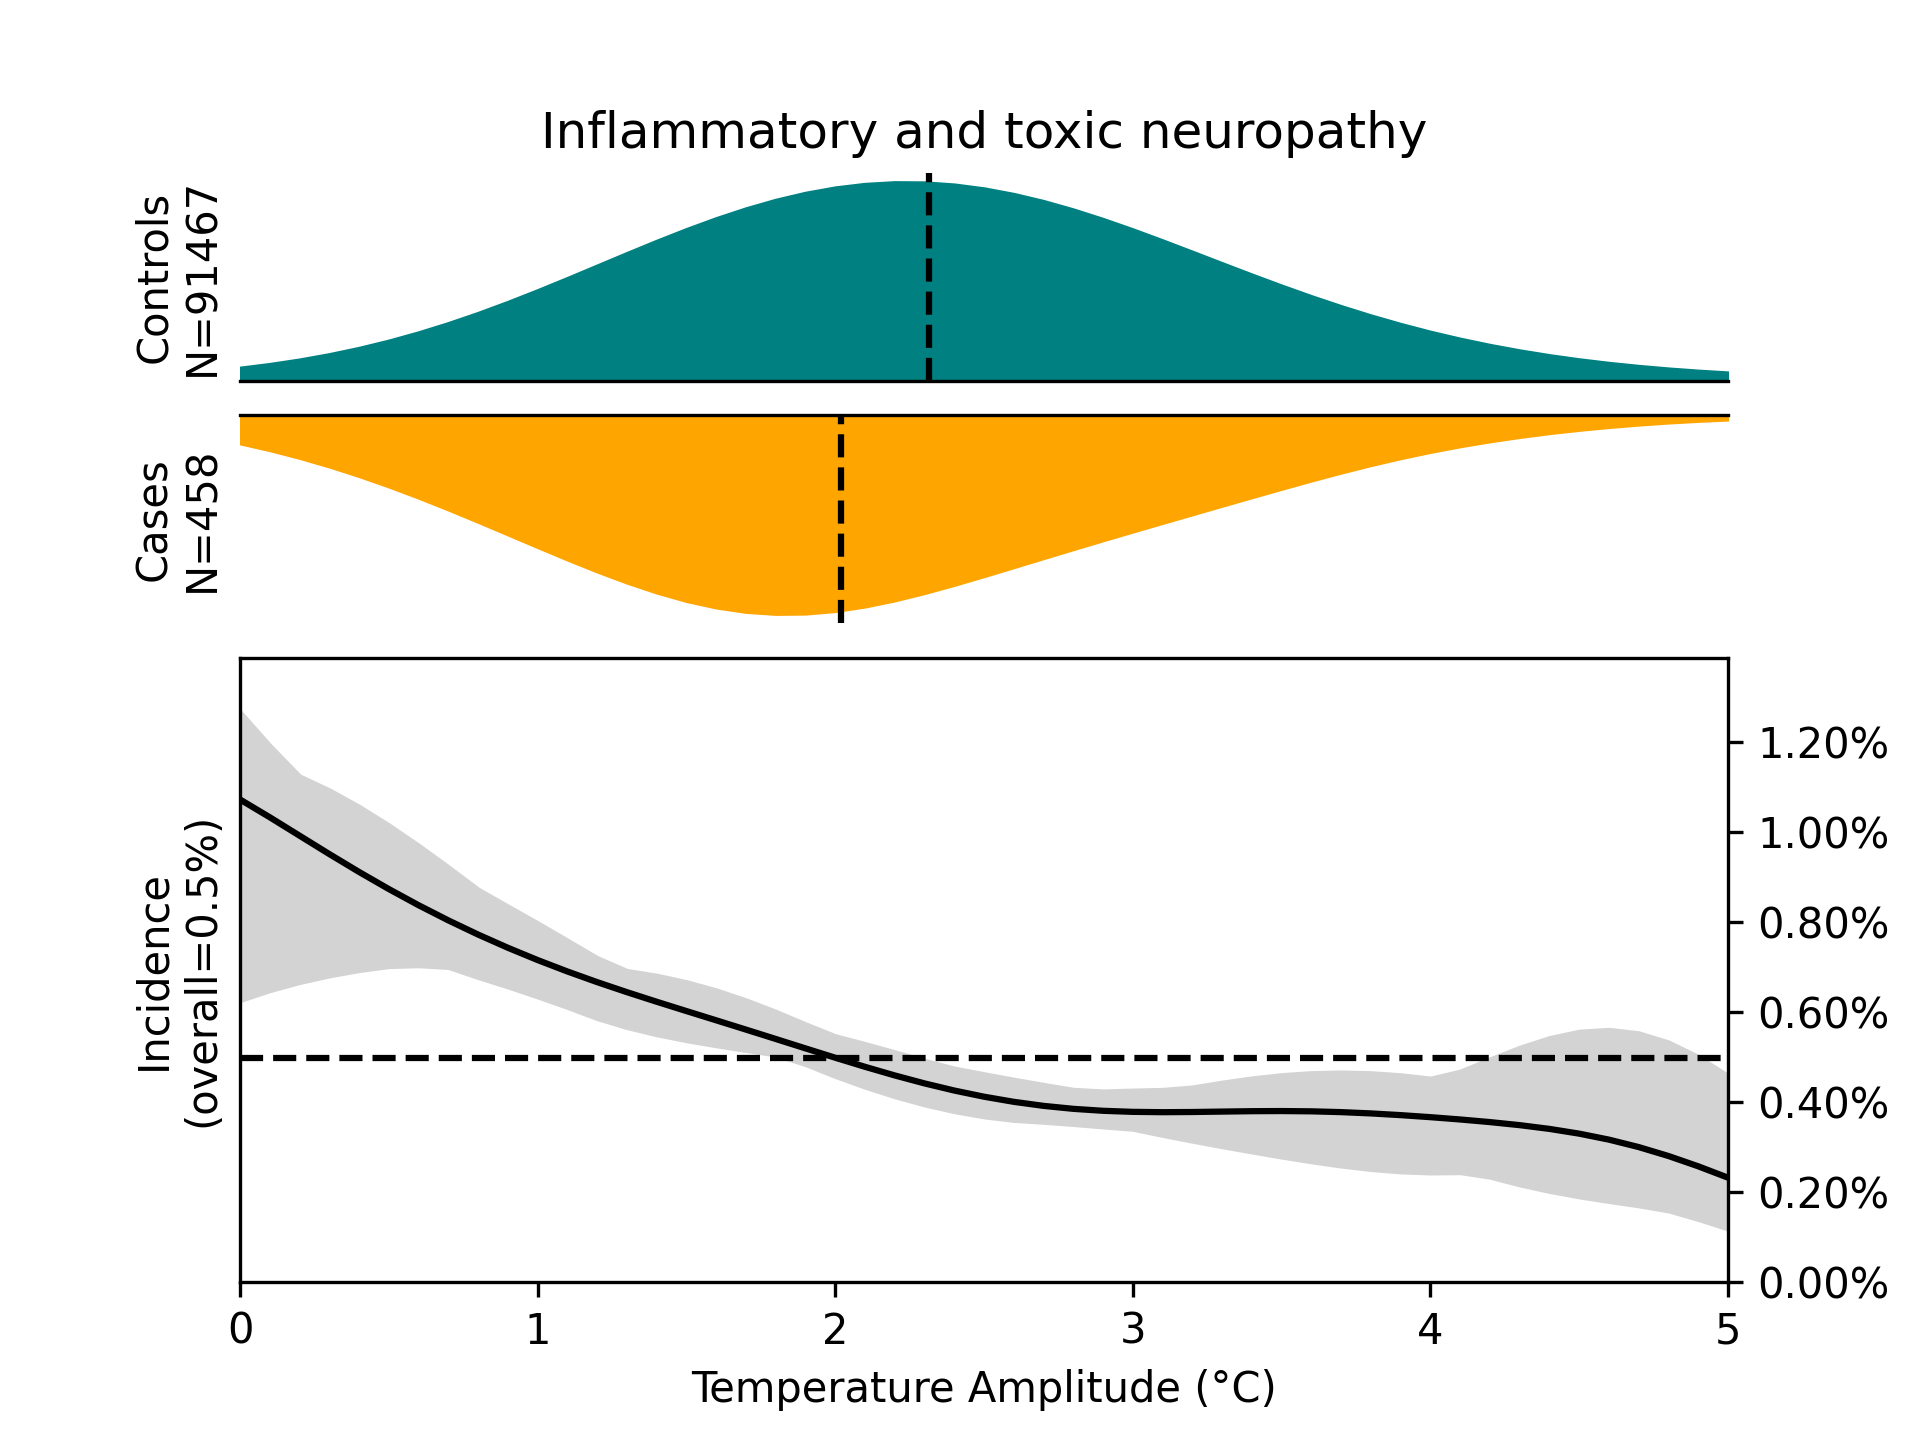 Inflammatory and toxic neuropathy
Controls
N=91467
Cases
N=458
Incidence
(overall=0.5%)
1.20%
1.00%
0.80%
0.60%
0.40%
0.20%
0.00%
0 1 2 3 4 5
Temperature Amplitude (°C)